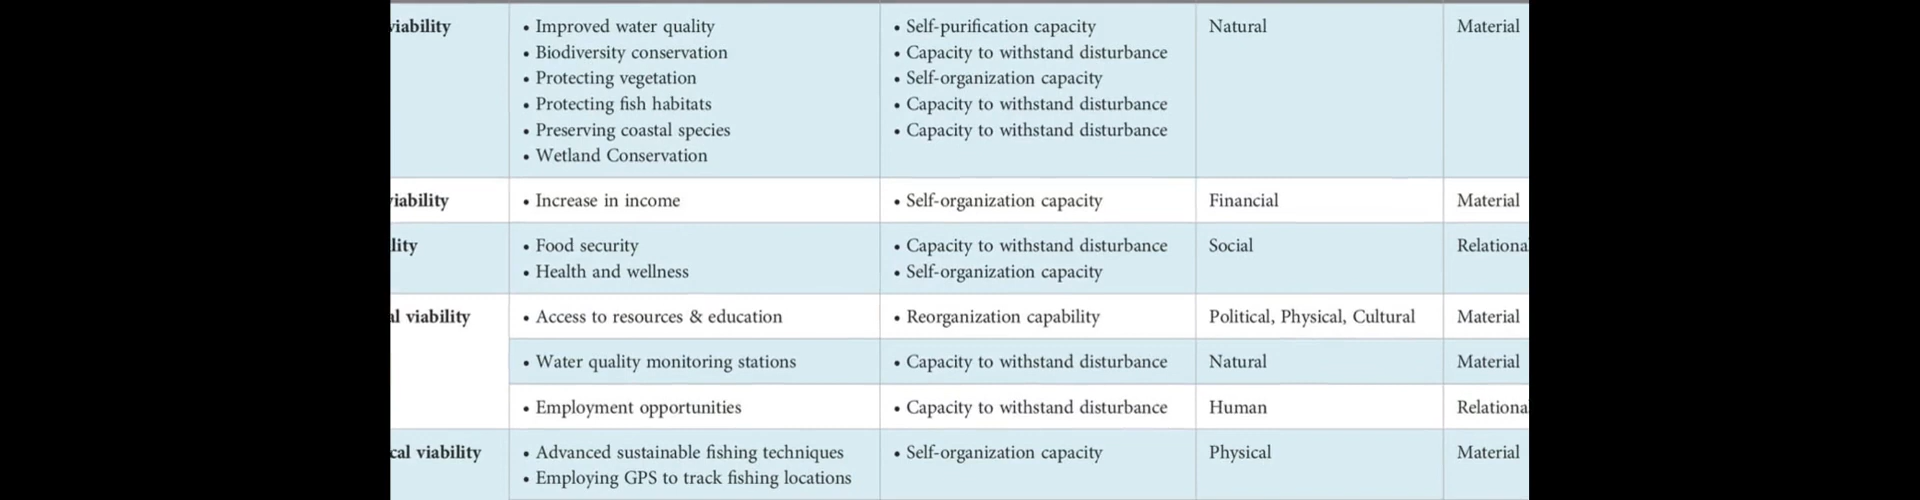 viability • Improved water quality • Self-purification capacity Natural Material
• Biodiversity conservation • Capacity to withstand disturbance
• Protecting vegetation • Self-organization capacity
• Protecting fish habitats • Capacity to withstand disturbance
• Preserving coastal species • Capacity to withstand disturbance
• Wetland Conservation
viability • Increase in income • Self-organization capacity Financial Material
lity • Food security • Capacity to withstand disturbance Social Relationa
• Health and wellness • Self-organization capacity
al viability • Access to resources & education • Reorganization capability Political, Physical, Cultural Material
• Water quality monitoring stations • Capacity to withstand disturbance Natural Material
• Employment opportunities • Capacity to withstand disturbance Human Relationa
cal viability • Advanced sustainable fishing techniques • Self-organization capacity Physical Material
• Employing GPS to track fishing locations